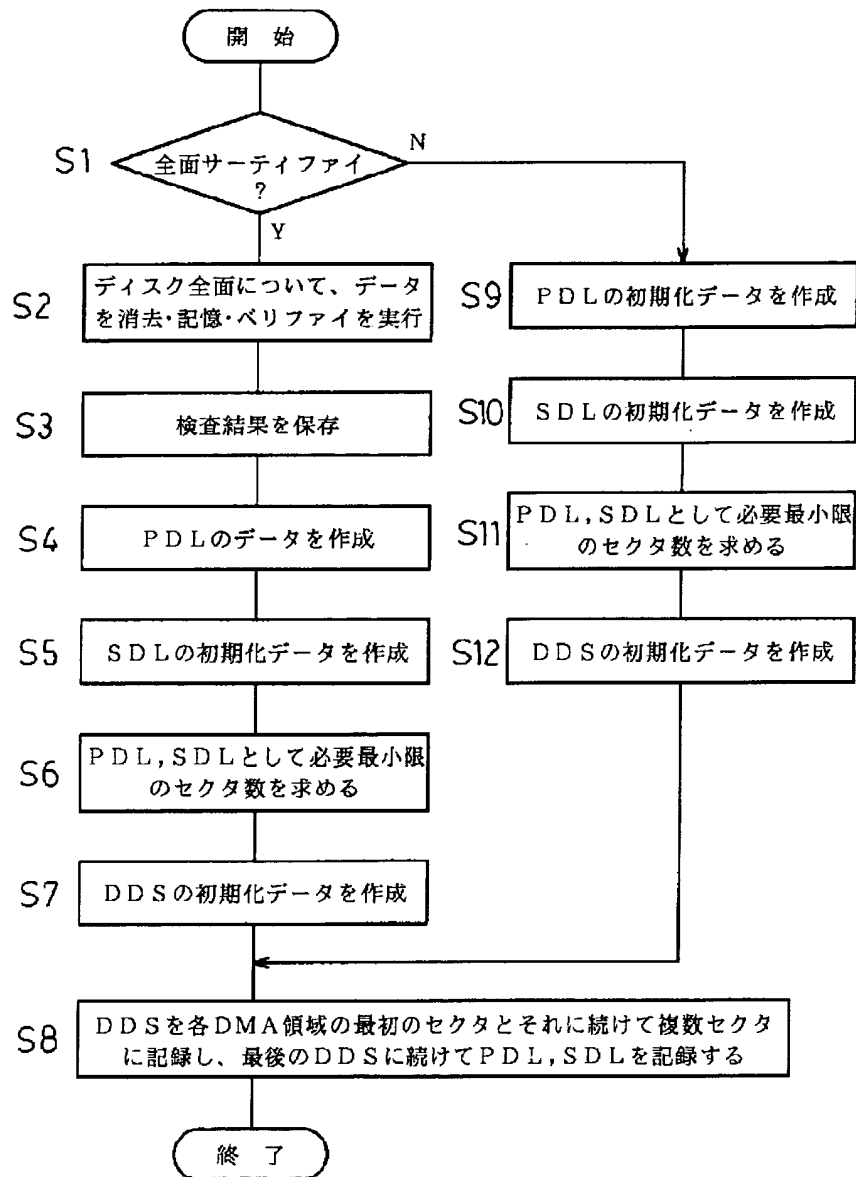 開 始
S1
全面サーティファイ
?
N
Y
S2
ディスク全面について、データ
を消去・記憶・ベリファイを実行
S3
検査結果を保存
S4
PDLのデータを作成
S5
SDLの初期化データを作成
S6
PDL,SDLとして必要最小限
のセクタ数を求める
S7
DDSの初期化データを作成
S9
PDLの初期化データを作成
S10
SDLの初期化データを作成
S11
PDL,SDLとして必要最小限
のセクタ数を求める
S12
DDSの初期化データを作成
S8
DDSを各DMA領域の最初のセクタとそれに続けて複数セクタ
に記録し、最後のDDSに続けてPDL,SDLを記録する
終 了